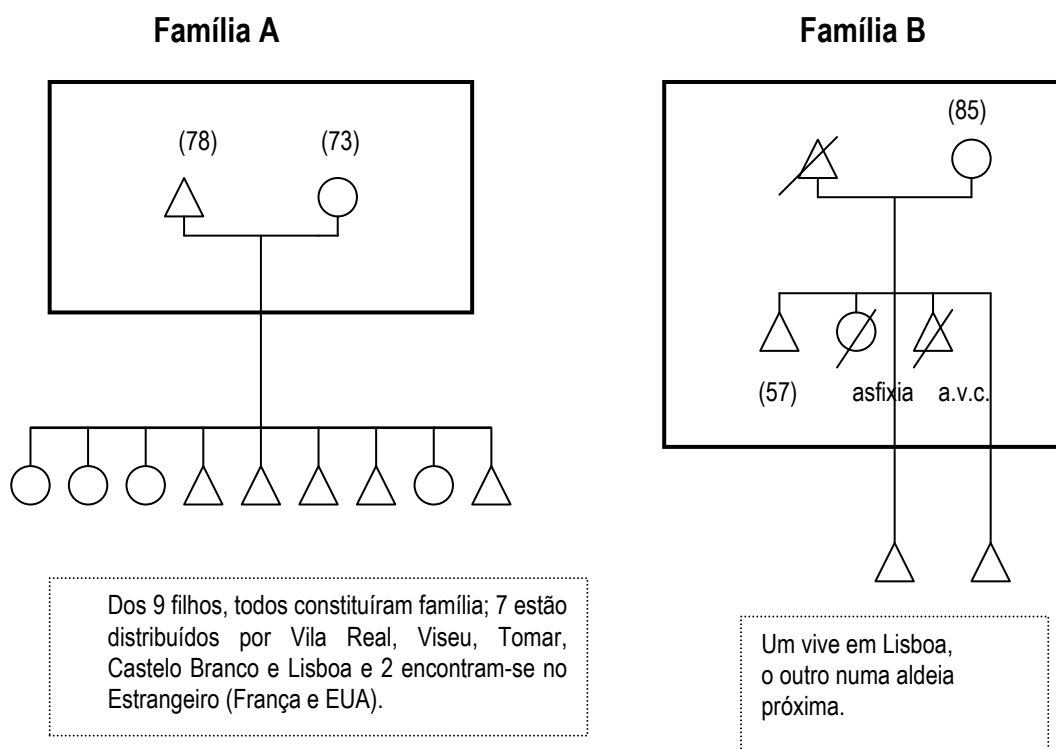 Família A
(78) (73)
Dos 9 filhos, todos constituíram família; 7 estão
distribuídos por Vila Real, Viseu, Tomar,
Castelo Branco e Lisboa e 2 encontram-se no
Estrangeiro (França e EUA).
Família B
(85)
(57) asfixia a.v.c.
Um vive em Lisboa,
o outro numa aldeia
próxima.